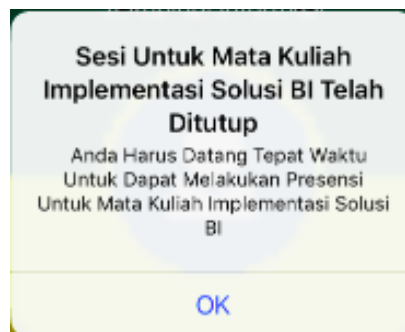 Sesi Untuk Mata Kuliah
Implementasi Solusi BI Telah
Ditutup
Anda Harus Datang Tepat Waktu
Untuk Dapat Melakukan Presensi
Untuk Mata Kuliah Implementasi Solusi
BI
OK